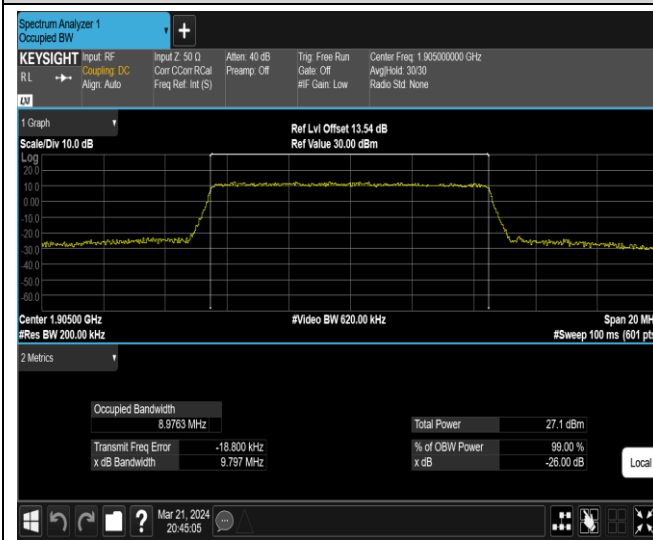 Spectrum Analyzer 1
Occupied BW
+
KEYSIGHT
RL
LXI
Input: RF
Coupling: DC
Align: Auto
Input Z: 50 Ω
Corr CCorr RCal
Freq Ref: Int (S)
Atten: 40 dB
Preamp: Off
Trig: Free Run
Gate: Off
#IF Gain: Low
Center Freq: 1.905000000 GHz
Avg|Hold: 30/30
Radio Std: None
1 Graph
Scale/Div 10.0 dB
Ref Lvl Offset 13.54 dB
Ref Value 30.00 dBm
Log
20.0
10.0
0.00
-10.0
-20.0
-30.0
-40.0
-50.0
-60.0
Center 1.90500 GHz
#Res BW 200.00 kHz
#Video BW 620.00 kHz
Span 20 MH
#Sweep 100 ms (601 pts
2 Metrics
Occupied Bandwidth
8.9763 MHz
Transmit Freq Error -18.800 kHz
x dB Bandwidth 9.797 MHz
Total Power 27.1 dBm
% of OBW Power 99.00 %
x dB -26.00 dB
Local
?
Mar 21, 2024
20:45:05